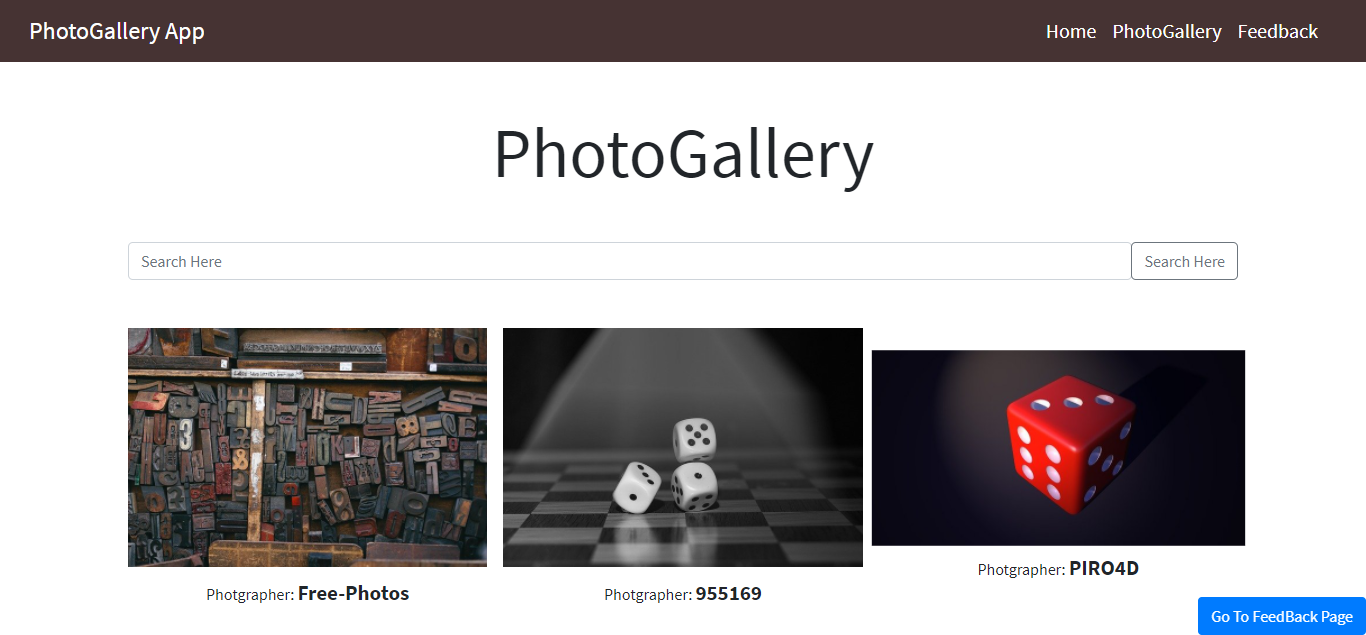 PhotoGallery App
Home PhotoGallery Feedback
PhotoGallery
Search Here Search Here
Photgrapher: Free-Photos
Photgrapher: 955169
Photgrapher: PIRO4D
Go To FeedBack Page